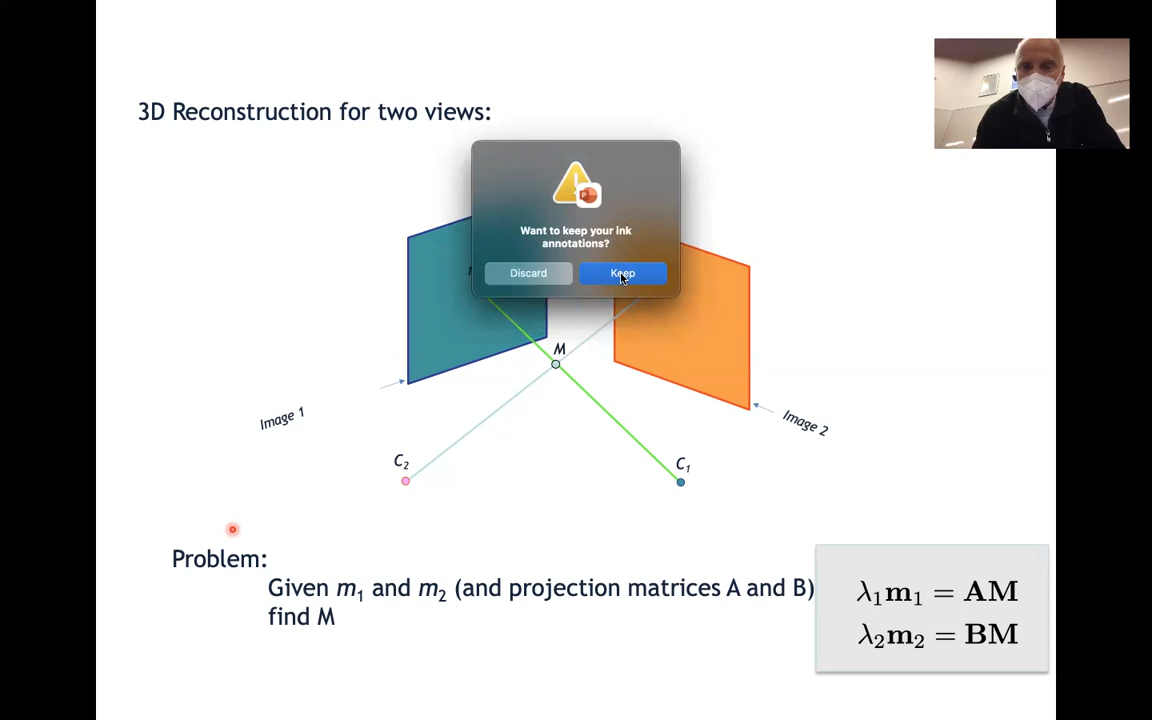 3D Reconstruction for two views:
Want to keep your ink
annotations?
Discard
Keep
M
Image 1
Image 2
C₂
C₁
Problem:
Given m₁ and m₂ (and projection matrices A and B)
find M
λ₁m₁ = AM
λ₂m₂ = BM